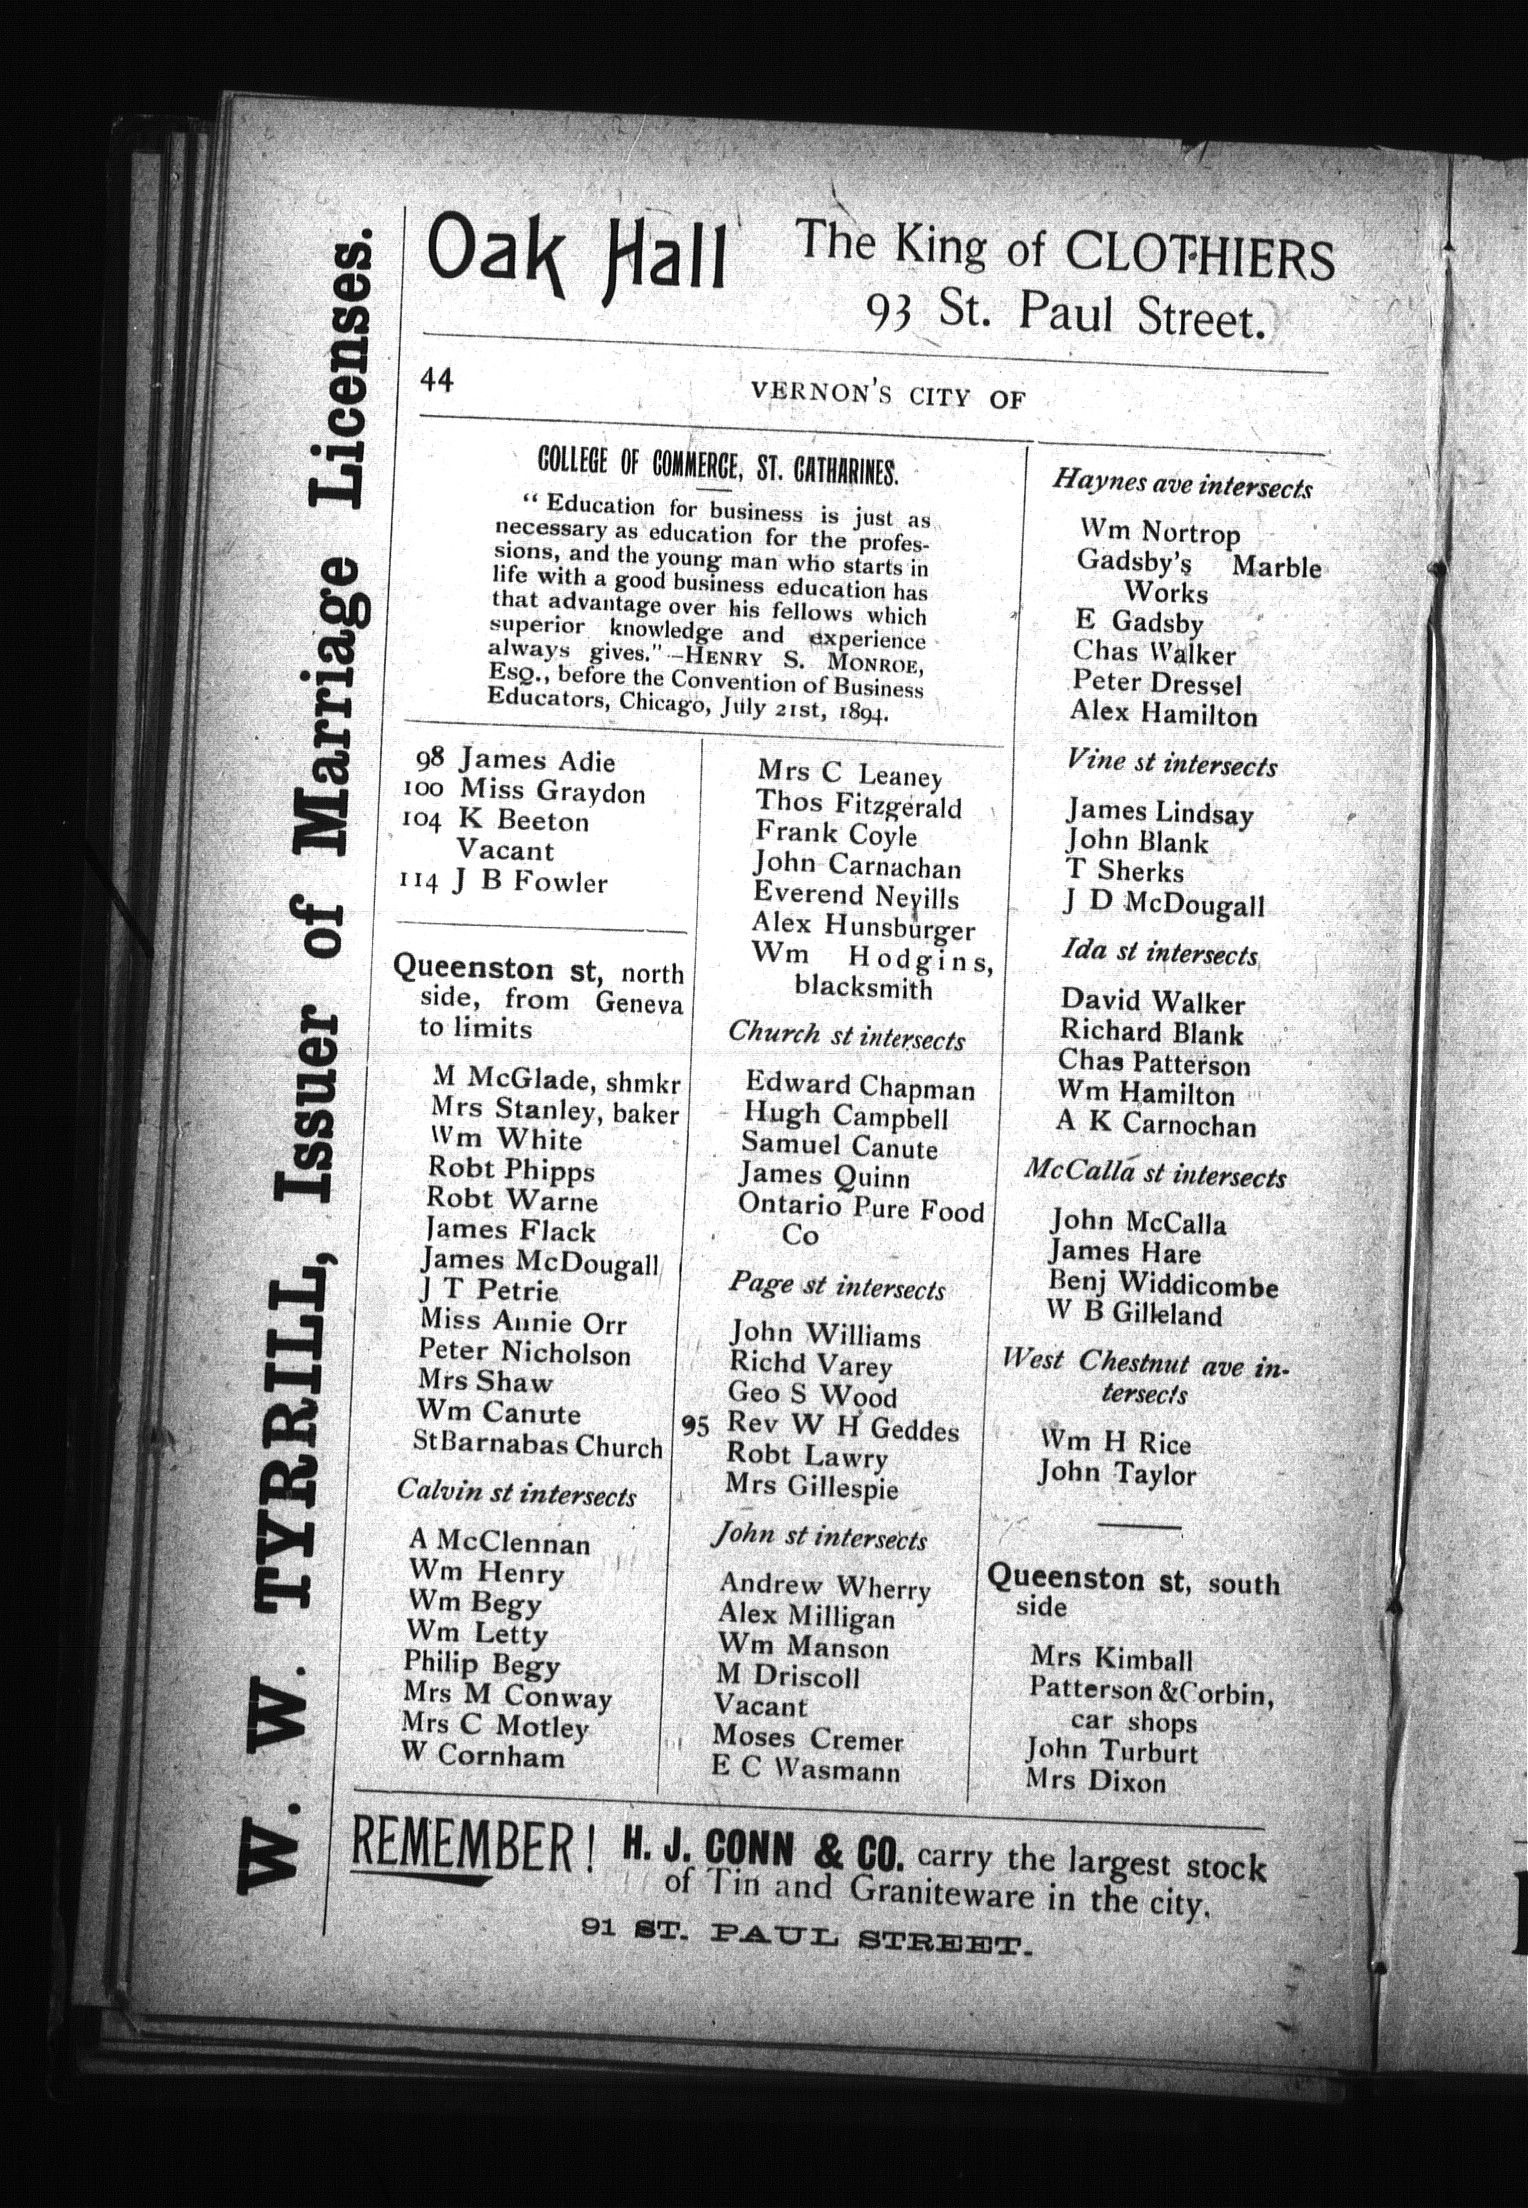 W. W. TYRRILL, Issuer of Marriage Licenses.
Oak Hall The King of CLOTHIERS
93 St. Paul Street.
44 VERNON'S CITY OF
COLLEGE OF COMMERCE, ST. CATHARINES.
“ Education for business is just as
necessary as education for the profes-
sions, and the young man who starts in
life with a good business education has
that advantage over his fellows which
superior knowledge and experience
always gives.”—HENRY S. MONROE,
ESQ., before the Convention of Business
Educators, Chicago, July 21st, 1894.
98 James Adie
100 Miss Graydon
104 K Beeton
Vacant
114 J B Fowler
Queenston st, north
side, from Geneva
to limits
M McGlade, shmkr
Mrs Stanley, baker
Wm White
Robt Phipps
Robt Warne
James Flack
James McDougall
J T Petrie
Miss Annie Orr
Peter Nicholson
Mrs Shaw
Wm Canute
St Barnabas Church
Calvin st intersects
A McClennan
Wm Henry
Wm Begy
Wm Letty
Philip Begy
Mrs M Conway
Mrs C Motley
W Cornham
Mrs C Leaney
Thos Fitzgerald
Frank Coyle
John Carnachan
Everend Nevills
Alex Hunsburger
Wm Hodgins,
blacksmith
Church st intersects
Edward Chapman
Hugh Campbell
Samuel Canute
James Quinn
Ontario Pure Food
Co
Page st intersects
John Williams
Richd Varey
Geo S Wood
95 Rev W H Geddes
Robt Lawry
Mrs Gillespie
John st intersects
Andrew Wherry
Alex Milligan
Wm Manson
M Driscoll
Vacant
Moses Cremer
E C Wasmann
Haynes ave intersects
Wm Nortrop
Gadsby's Marble
Works
E Gadsby
Chas Walker
Peter Dressel
Alex Hamilton
Vine st intersects
James Lindsay
John Blank
T Sherks
J D McDougall
Ida st intersects
David Walker
Richard Blank
Chas Patterson
Wm Hamilton
A K Carnochan
McCalla st intersects
John McCalla
James Hare
Benj Widdicombe
W B Gilleland
West Chestnut ave in-
tersects
Wm H Rice
John Taylor
Queenston st, south
side
Mrs Kimball
Patterson & Corbin,
car shops
John Turburt
Mrs Dixon
REMEMBER! H. J. CONN & CO. carry the largest stock
of Tin and Graniteware in the city.
91 ST. PAUL STREET.